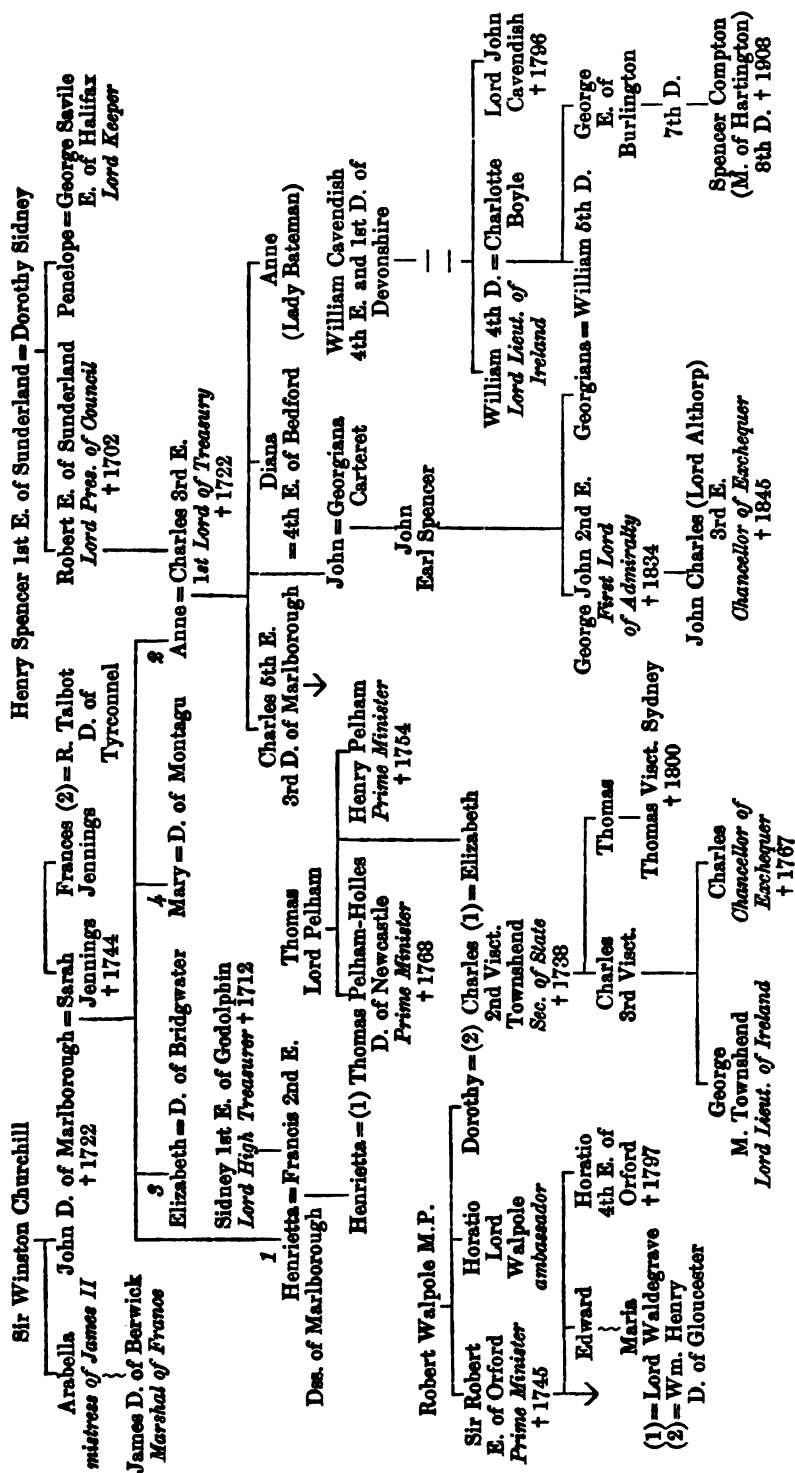 Sir Winston Churchill
Henry Spencer 1st E. of Sunderland = Dorothy Sidney
Arabella
mistress of James II
John D. of Marlborough = Sarah
†1722
Jennings
†1744
Frances (2) = R. Talbot
Jennings
D. of
Tyrconnel
Robert E. of Sunderland
Lord Pres. of Council
†1702
Penelope = George Savile
E. of Halifax
Lord Keeper
James D. of Berwick
Marshal of France
3
Elizabeth = D. of Bridgwater
4
Mary = D. of Montagu
2
Anne = Charles 3rd E.
1st Lord of Treasury
†1722
Sidney 1st E. of Godolphin
Lord High Treasurer †1712
1
Henrietta = Francis 2nd E.
Dss. of Marlborough
Charles 5th E.
3rd D. of Marlborough
Diana
= 4th E. of Bedford
Anne
(Lady Bateman)
John = Georgiana
Carteret
William Cavendish
4th E. and 1st D. of
Devonshire
Thomas
Lord Pelham
Henrietta = (1) Thomas Pelham-Holles
D. of Newcastle
Prime Minister
†1768
Henry Pelham
Prime Minister
†1754
John
Earl Spencer
William 4th D. = Charlotte
Lord Lieut. of
Ireland
Boyle
Lord John
Cavendish
†1796
Robert Walpole M.P.
Sir Robert
E. of Orford
Prime Minister
†1745
Horatio
Lord
Walpole
ambassador
Dorothy = (2) Charles (1) = Elizabeth
2nd Visct.
Townshend
Sec. of State
†1738
George John 2nd E.
First Lord
of Admiralty
†1834
Georgiana = William 5th D.
George
E. of
Burlington
7th D.
Edward
Maria
(1) = Lord Waldegrave
(2) = Wm. Henry
D. of Gloucester
Horatio
4th E. of
Orford
†1797
Charles
3rd Visct.
Thomas
Thomas Visct. Sydney
†1800
John Charles (Lord Althorp)
3rd E.
Chancellor of Exchequer
†1845
Spencer Compton
(M. of Hartington)
8th D. †1908
George
M. Townshend
Lord Lieut. of Ireland
Charles
Chancellor of
Exchequer
†1767